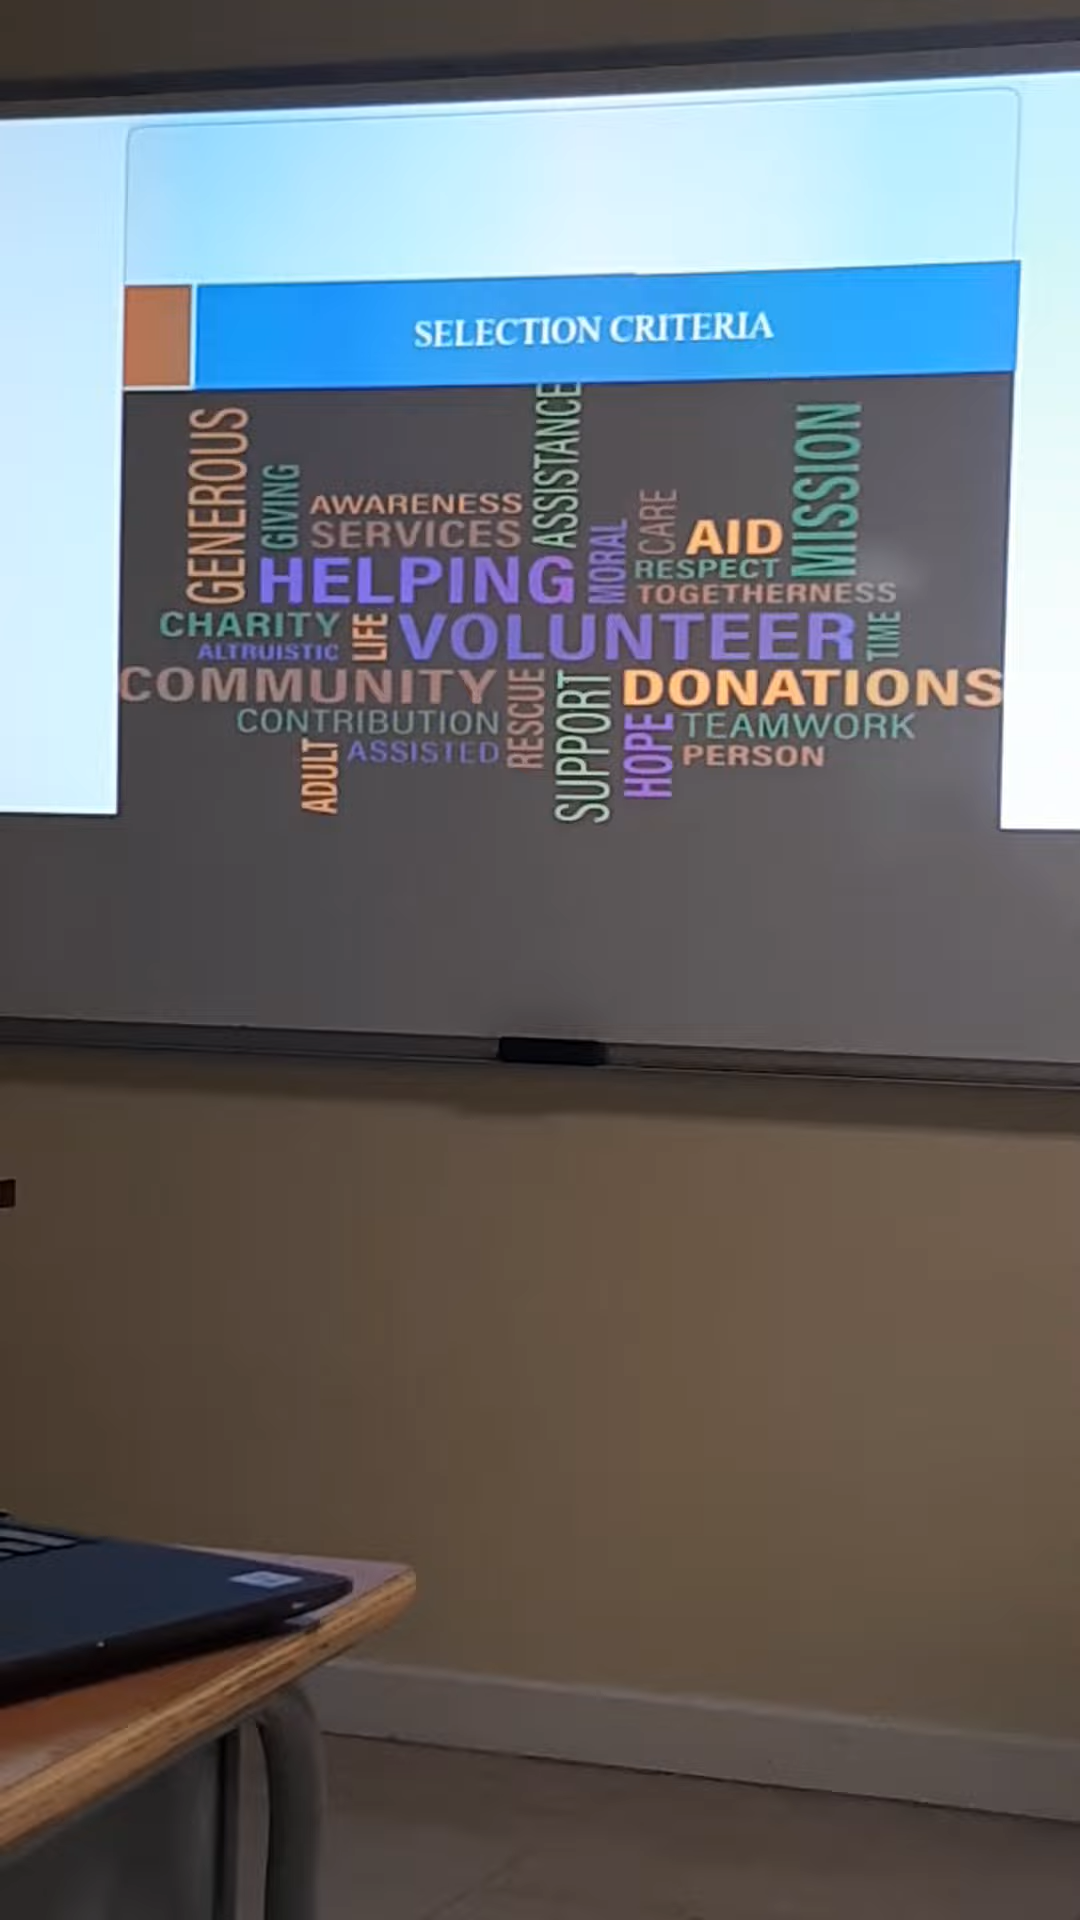 SELECTION CRITERIA
GENEROUS
GIVING
AWARENESS
SERVICES
ASSISTANCE
HELPING
MORAL
CARE
AID
RESPECT
MISSION
TOGETHERNESS
CHARITY
ALTRUISTIC
LIFE
VOLUNTEER
TIME
COMMUNITY
RESCUE
SUPPORT
DONATIONS
CONTRIBUTION
HOPE
TEAMWORK
ADULT
ASSISTED
PERSON